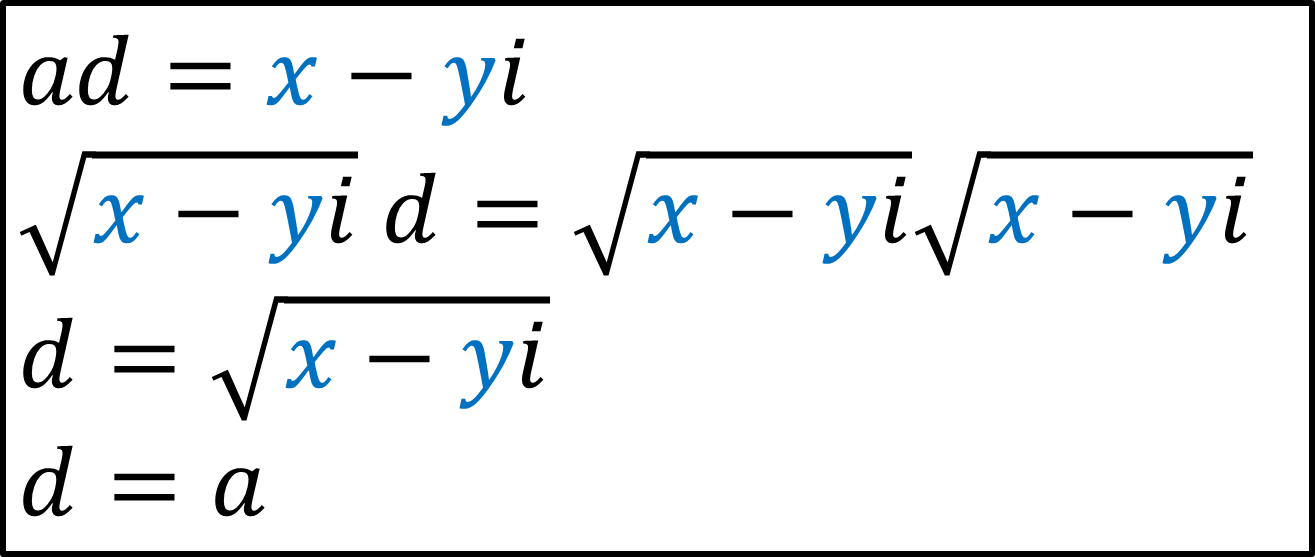 ad = x − yi
√(x − yi) d = √(x − yi)√(x − yi)
d = √(x − yi)
d = a